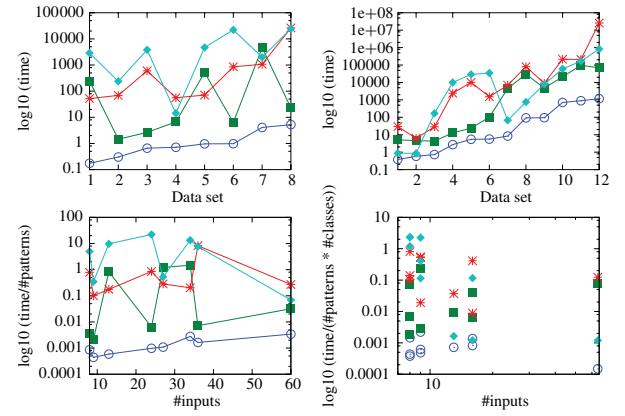 100000
10000
1000
100
10
1
0.1
log10 (time)
1 2 3 4 5 6 7 8
Data set
1e+08
1e+07
1e+06
100000
10000
1000
100
10
1
0.1
log10 (time)
2 4 6 8 10 12
Data set
100
10
1
0.1
0.01
0.001
0.0001
log10 (time/#patterns)
10 20 30 40 50 60
#inputs
10
1
0.1
0.01
0.001
0.0001
log10 (time/(#patterns * #classes))
10
#inputs